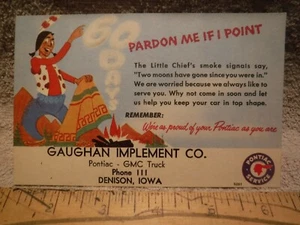 60
DAYS
PARDON ME IF I POINT
The Little Chief's smoke signals say,
"Two moons have gone since you were in."
We are worried because we always like to
serve you. Why not come in soon and let
us help you keep your car in top shape.
REMEMBER:
We're as proud of your Pontiac as you are
GAUGHAN IMPLEMENT CO.
Pontiac - GMC Truck
Phone 111
DENISON, IOWA
PONTIAC
SERVICE